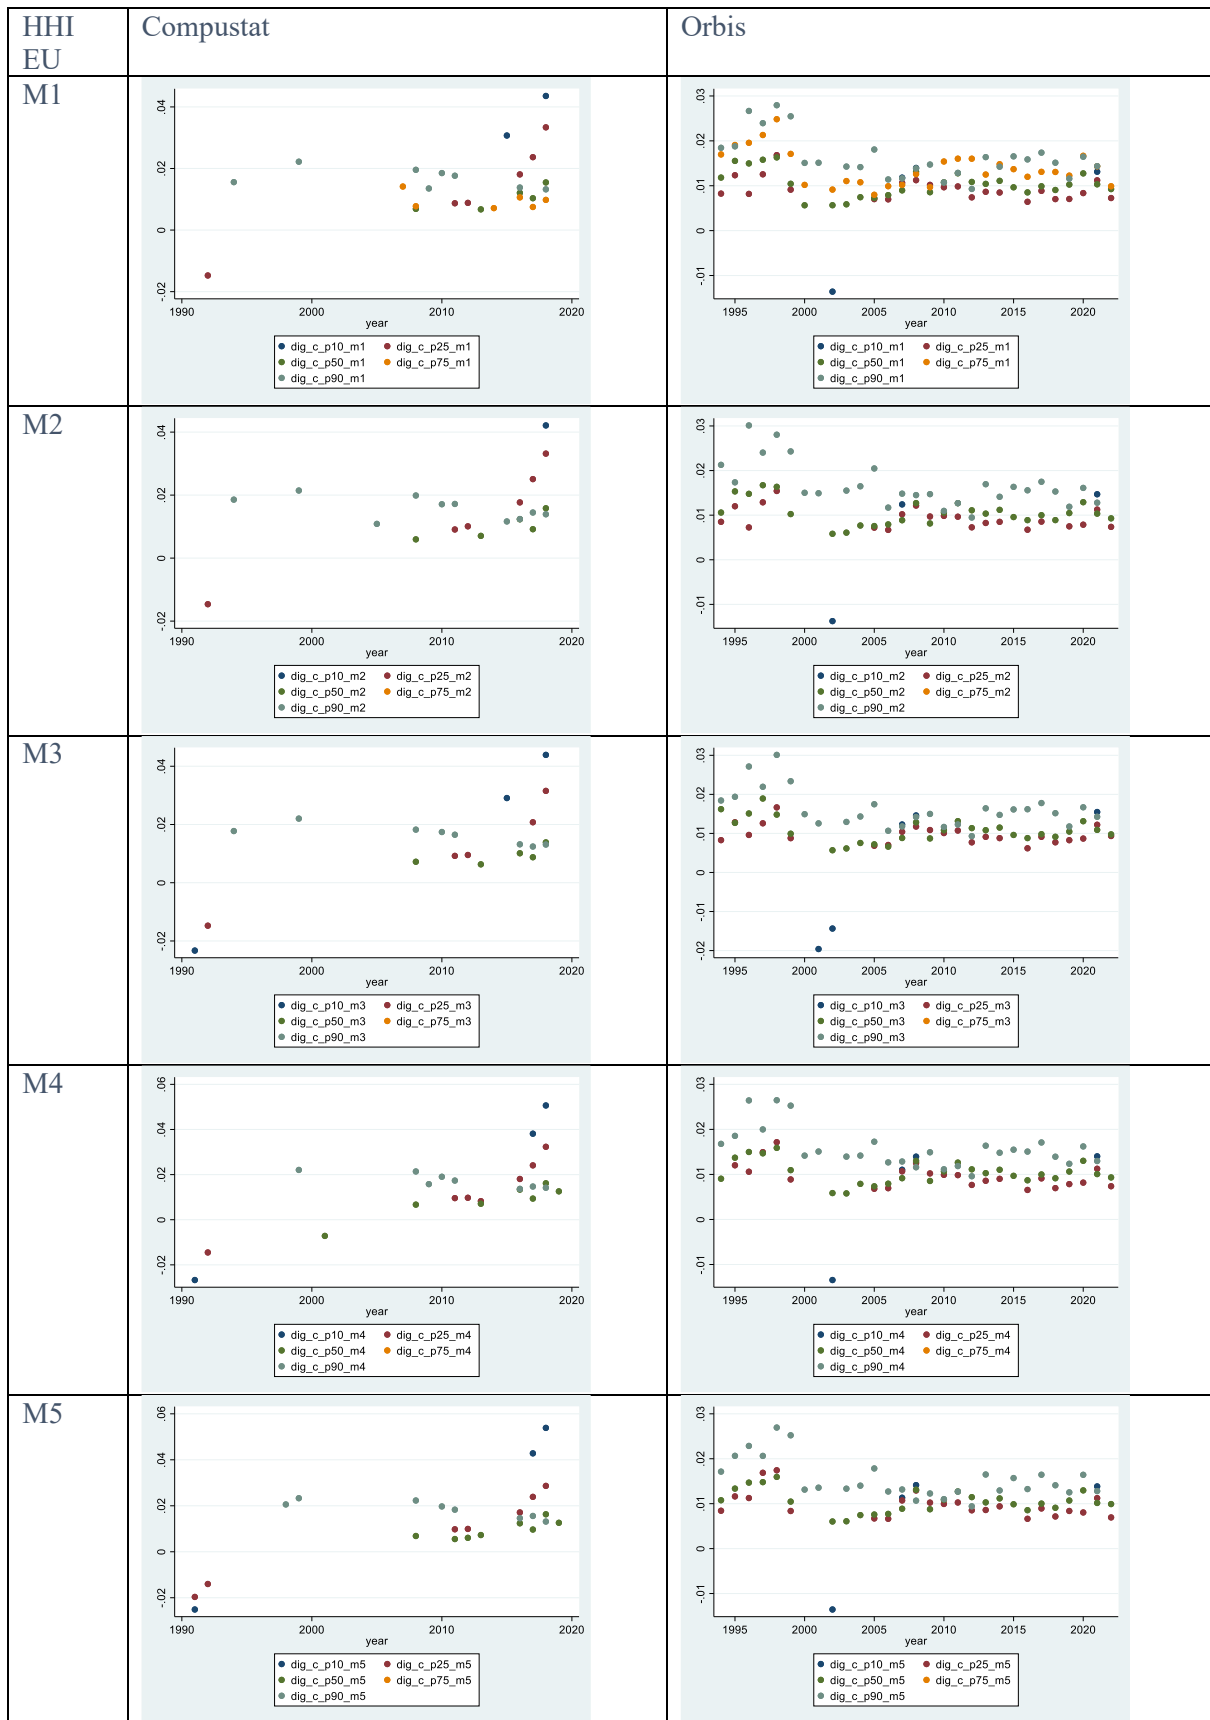 HHI
EU
Compustat
Orbis
M1
.04
.02
0
-.02
1990
2000
2010
2020
year
dig_c_p10_m1
dig_c_p25_m1
dig_c_p50_m1
dig_c_p75_m1
dig_c_p90_m1
.03
.02
.01
0
-.01
1995
2000
2005
2010
2015
2020
year
dig_c_p10_m1
dig_c_p25_m1
dig_c_p50_m1
dig_c_p75_m1
dig_c_p90_m1
M2
.04
.02
0
-.02
1990
2000
2010
2020
year
dig_c_p10_m2
dig_c_p25_m2
dig_c_p50_m2
dig_c_p75_m2
dig_c_p90_m2
.03
.02
.01
0
-.01
1995
2000
2005
2010
2015
2020
year
dig_c_p10_m2
dig_c_p25_m2
dig_c_p50_m2
dig_c_p75_m2
dig_c_p90_m2
M3
.04
.02
0
-.02
1990
2000
2010
2020
year
dig_c_p10_m3
dig_c_p25_m3
dig_c_p50_m3
dig_c_p75_m3
dig_c_p90_m3
.03
.02
.01
0
-.01
-.02
1995
2000
2005
2010
2015
2020
year
dig_c_p10_m3
dig_c_p25_m3
dig_c_p50_m3
dig_c_p75_m3
dig_c_p90_m3
M4
.06
.04
.02
0
-.02
1990
2000
2010
2020
year
dig_c_p10_m4
dig_c_p25_m4
dig_c_p50_m4
dig_c_p75_m4
dig_c_p90_m4
.03
.02
.01
0
-.01
1995
2000
2005
2010
2015
2020
year
dig_c_p10_m4
dig_c_p25_m4
dig_c_p50_m4
dig_c_p75_m4
dig_c_p90_m4
M5
.06
.04
.02
0
-.02
1990
2000
2010
2020
year
dig_c_p10_m5
dig_c_p25_m5
dig_c_p50_m5
dig_c_p75_m5
dig_c_p90_m5
.03
.02
.01
0
-.01
1995
2000
2005
2010
2015
2020
year
dig_c_p10_m5
dig_c_p25_m5
dig_c_p50_m5
dig_c_p75_m5
dig_c_p90_m5